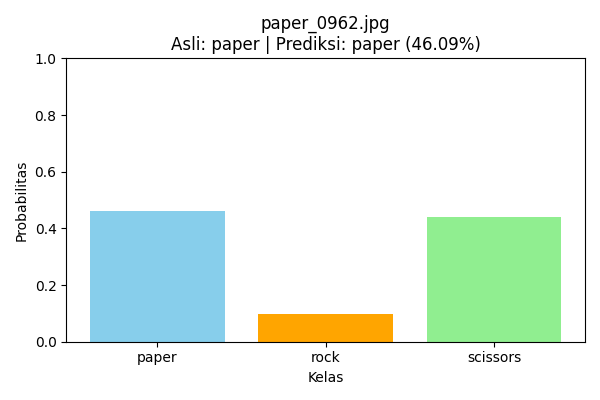 paper_0962.jpg
Asli: paper | Prediksi: paper (46.09%)
1.0
0.8
0.6
0.4
0.2
0.0
Probabilitas
paper
rock
scissors
Kelas